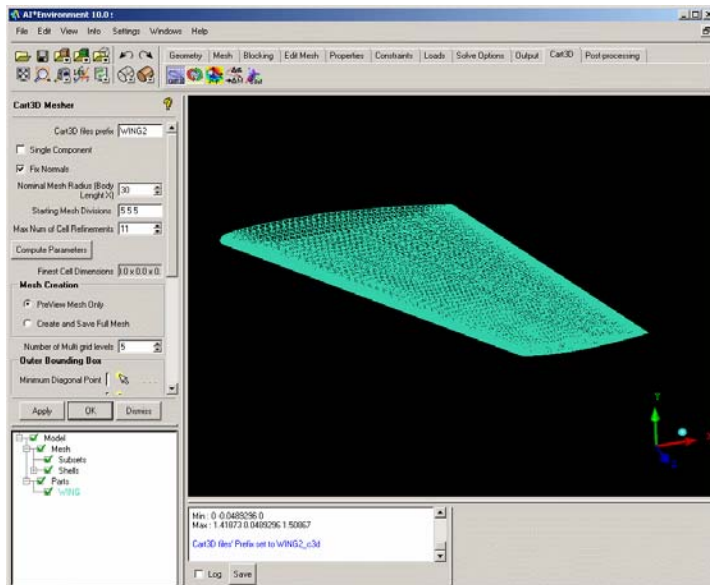 AI*Environment 10.0 :
File Edit View Info Settings Windows Help
Geometry Mesh Blocking Edit Mesh Properties Constraints Loads Solve Options Output Cart3D Post-processing
Cart3D Mesher
Cart3D files prefix WING2
Single Component
Fix Normals
Nominal Mesh Radius (Body
Lenght X) 30
Starting Mesh Divisions 5 5 5
Max Num of Cell Refinements 11
Compute Parameters
Finest Cell Dimensions
Mesh Creation
PreView Mesh Only
Create and Save Full Mesh
Number of Multi grid levels 5
Outer Bounding Box
Minimum Diagonal Point
Apply OK Dismiss
Model
Mesh
Subsets
Shells
Parts
WING
Y
Min : 0 -0.0489296 0
Max : 1.41873 0.0489296 1.50867
Cart3D files' Prefix set to WING2_c3d
Log Save